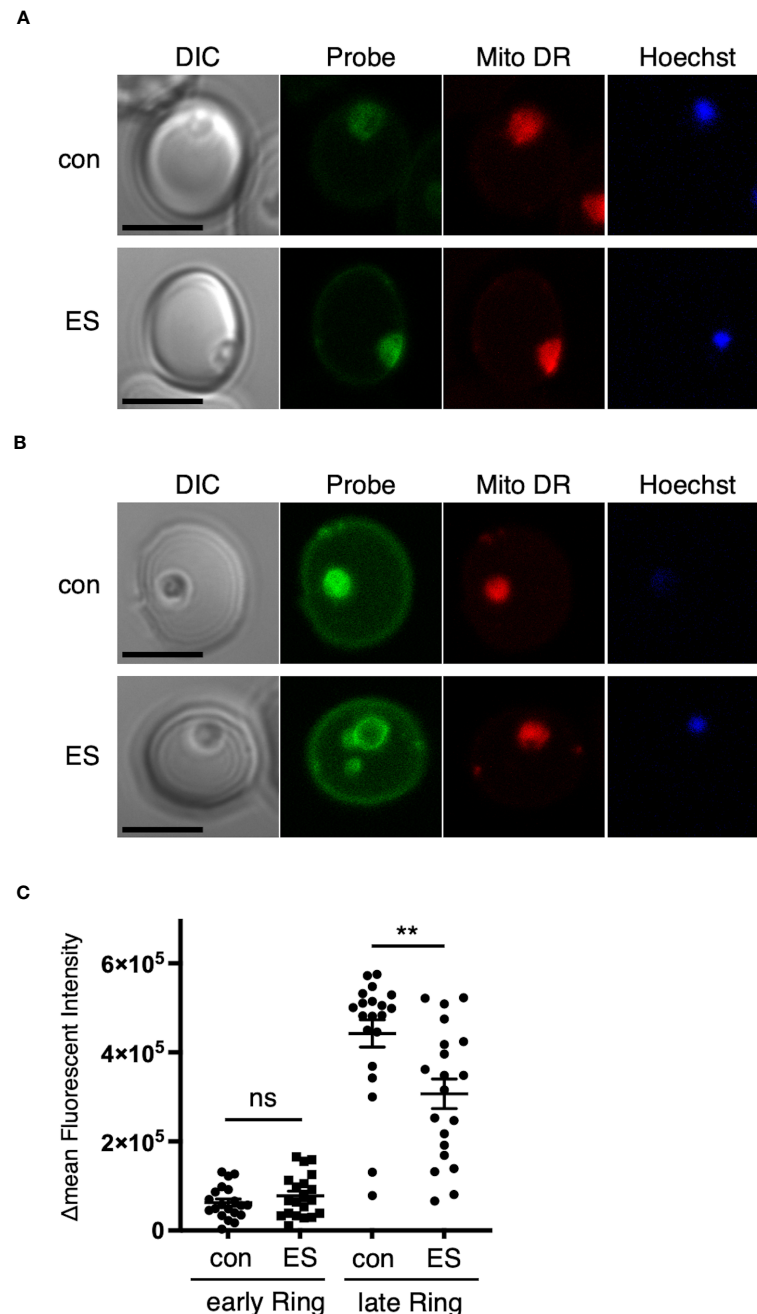 A
DIC Probe Mito DR Hoechst
con
ES
B
DIC Probe Mito DR Hoechst
con
ES
C
Δmean Fluorescent Intensity
6×10⁵
4×10⁵
2×10⁵
0
ns
**
con ES con ES
early Ring late Ring